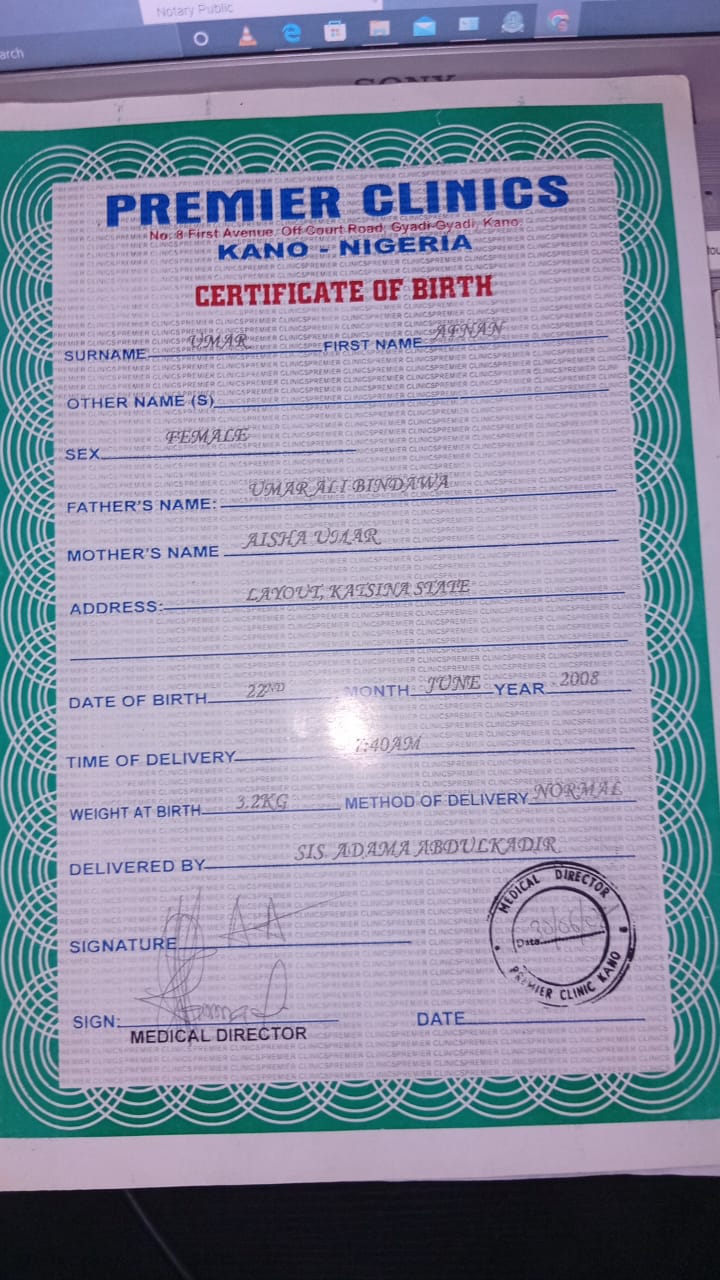 Notary Public
arch
SONY
PREMIER CLINICS
No. 8 First Avenue, Off Court Road, Gyadi-Gyadi, Kano.
KANO - NIGERIA
CERTIFICATE OF BIRTH
SURNAME UMAR FIRST NAME AFNAN
OTHER NAME (S)
SEX FEMALE
FATHER'S NAME: UMAR ALI BINDAWA
MOTHER'S NAME AISHA UMAR
ADDRESS: LAYOUT, KATSINA STATE
DATE OF BIRTH 22ND MONTH JUNE YEAR 2008
TIME OF DELIVERY 7:40AM
WEIGHT AT BIRTH 3.2KG METHOD OF DELIVERY NORMAL
DELIVERED BY SIS. ADAMA ABDULKADIR
MEDICAL DIRECTOR
Date 30/06/
PREMIER CLINIC KANO
SIGNATURE
SIGN:
MEDICAL DIRECTOR
DATE